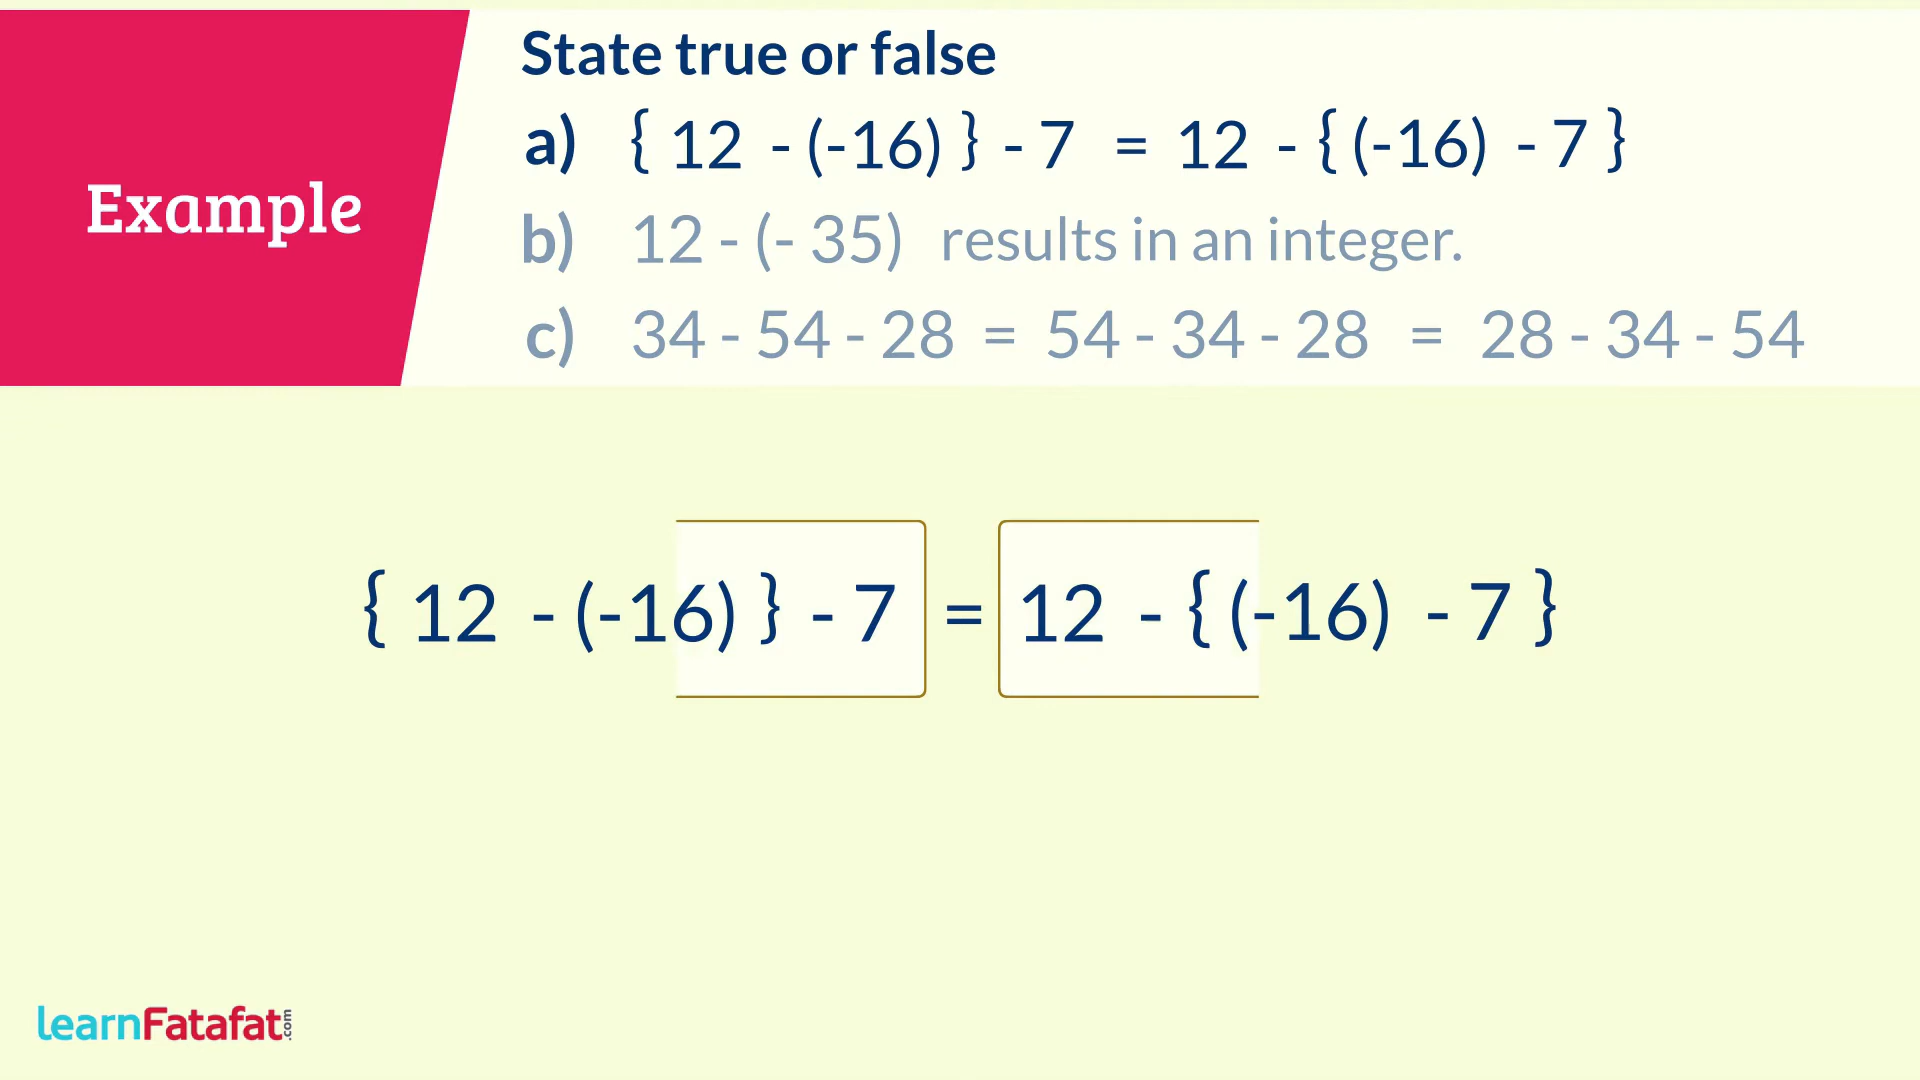 Example
State true or false
a) { 12 - (-16) } - 7 = 12 - { (-16) - 7 }
b) 12 - (- 35) results in an integer.
c) 34 - 54 - 28 = 54 - 34 - 28 = 28 - 34 - 54
{ 12 - (-16) } - 7 = 12 - { (-16) - 7 }
learnFatafat.com